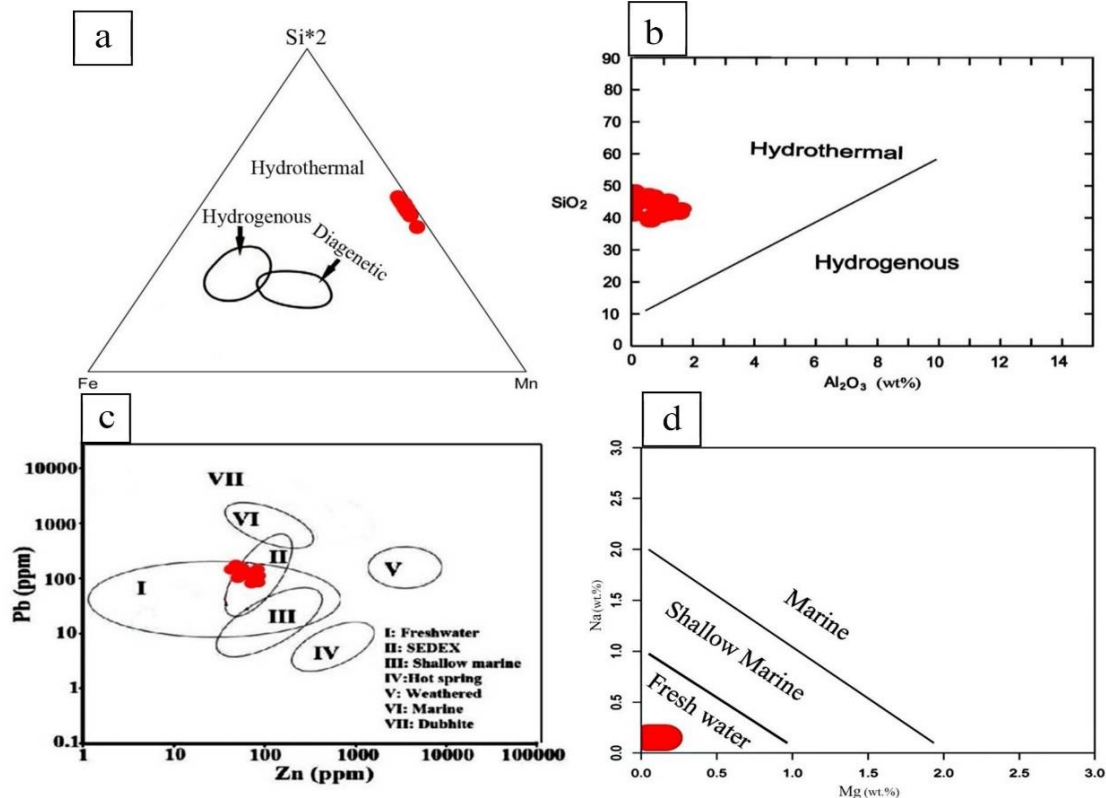 a
Si*2
Hydrothermal
Hydrogenous
Diagenetic
Fe
Mn
b
90
80
70
60
50
40
30
20
10
0
SiO₂
Hydrothermal
Hydrogenous
0 2 4 6 8 10 12 14
Al₂O₃ (wt%)
c
10000
1000
100
10
1
0.1
Pb (ppm)
VII
VI
II
I
V
III
IV
I: Freshwater
II: SEDEX
III: Shallow marine
IV:Hot spring
V: Weathered
VI: Marine
VII: Dubhite
1 10 100 1000 10000 100000
Zn (ppm)
d
3.0
2.5
2.0
1.5
1.0
0.5
0.0
Na (wt.%)
Marine
Shallow Marine
Fresh water
0.0 0.5 1.0 1.5 2.0 2.5 3.0
Mg (wt.%)